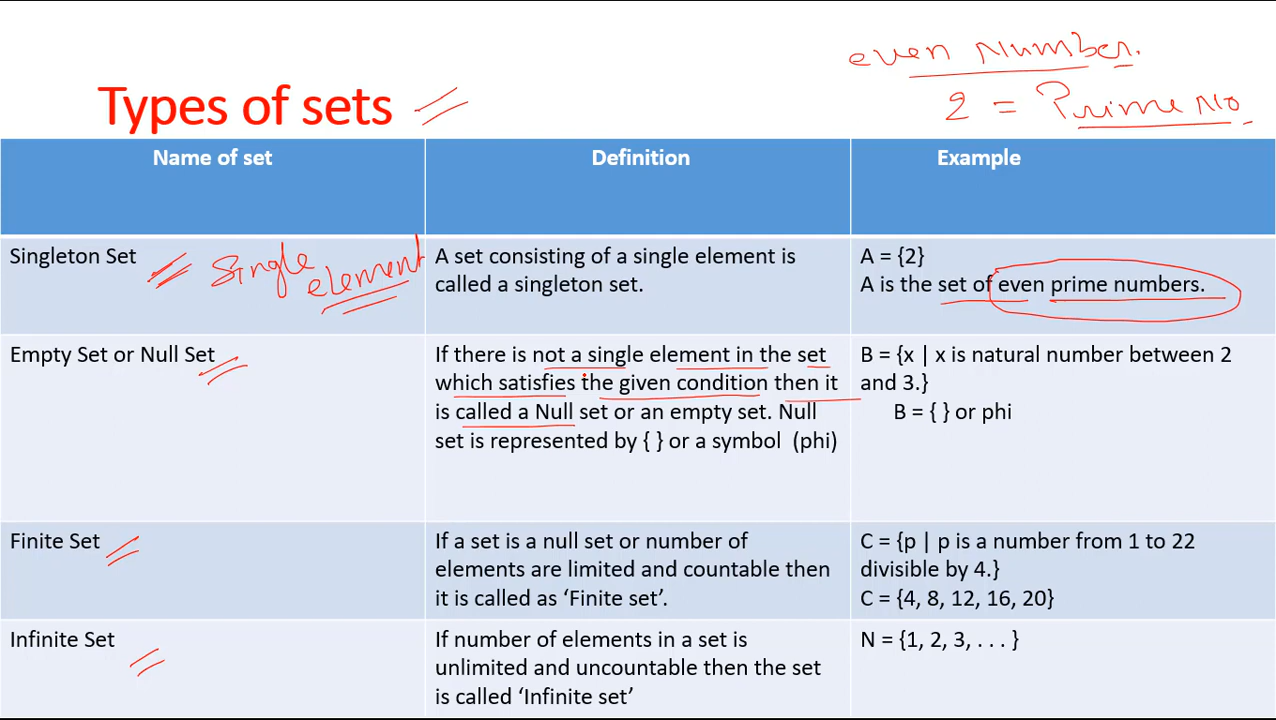 even Number.
2 = Prime No
Types of sets
Name of set
Definition
Example
Singleton Set
single
element
A set consisting of a single element is
called a singleton set.
A = {2}
A is the set of even prime numbers.
Empty Set or Null Set
If there is not a single element in the set
which satisfies the given condition then it
is called a Null set or an empty set. Null
set is represented by { } or a symbol (phi)
B = {x | x is natural number between 2
and 3.}
B = { } or phi
Finite Set
If a set is a null set or number of
elements are limited and countable then
it is called as ‘Finite set’.
C = {p | p is a number from 1 to 22
divisible by 4.}
C = {4, 8, 12, 16, 20}
Infinite Set
If number of elements in a set is
unlimited and uncountable then the set
is called ‘Infinite set’
N = {1, 2, 3, . . . }